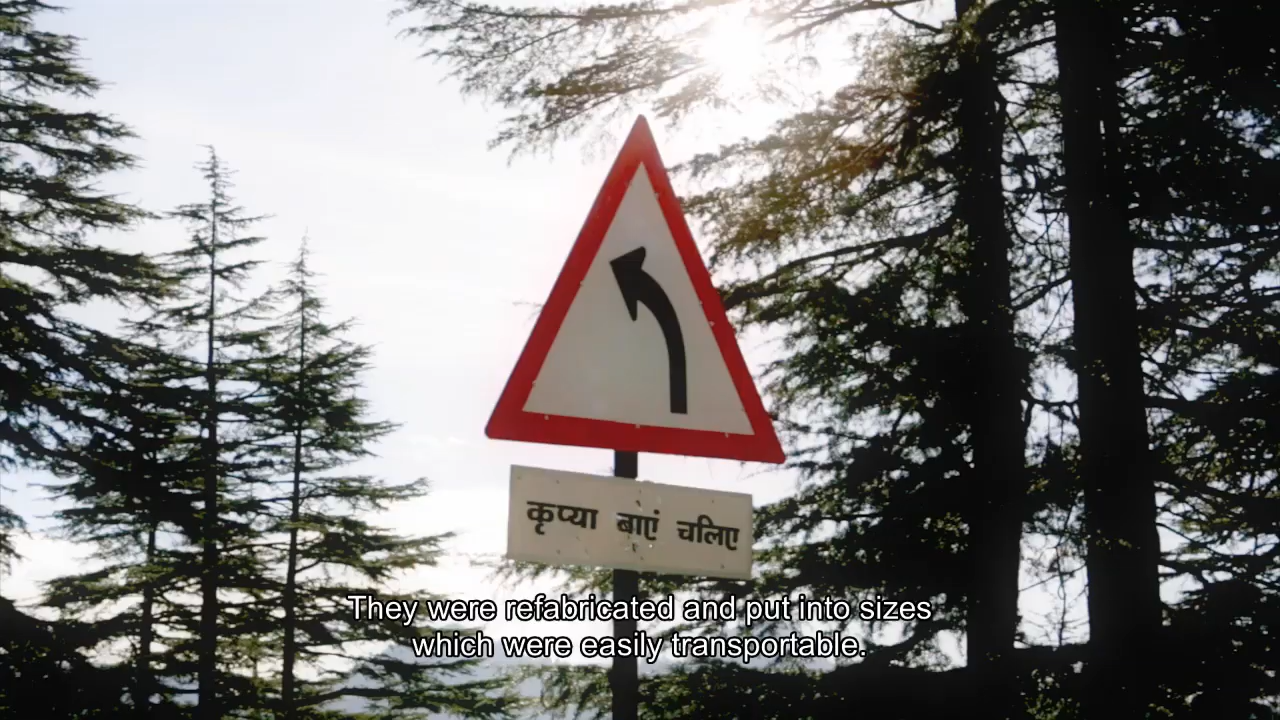 कृप्या बाएं चलिए
They were refabricated and put into sizes
which were easily transportable.